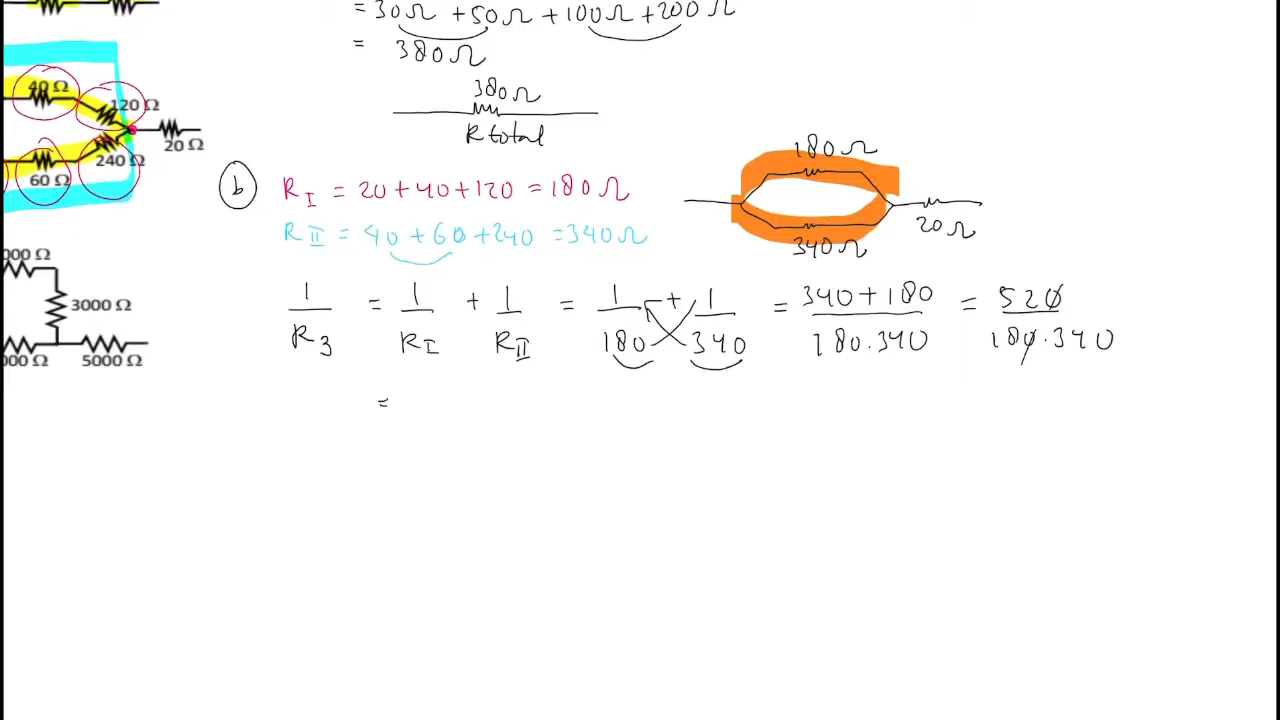 = 30Ω + 50Ω + 100Ω + 200Ω
= 380Ω
380Ω
R total
40 Ω
120 Ω
20 Ω
240 Ω
60 Ω
b R_I = 20 + 40 + 120 = 180Ω
R_II = 40 + 60 + 240 = 340Ω
180Ω
340Ω
20Ω
1/R_3 = 1/R_I + 1/R_II = 1/180 + 1/340 = (340 + 180)/(180.340) = 520/(180.340)
=
000 Ω
3000 Ω
000 Ω
5000 Ω